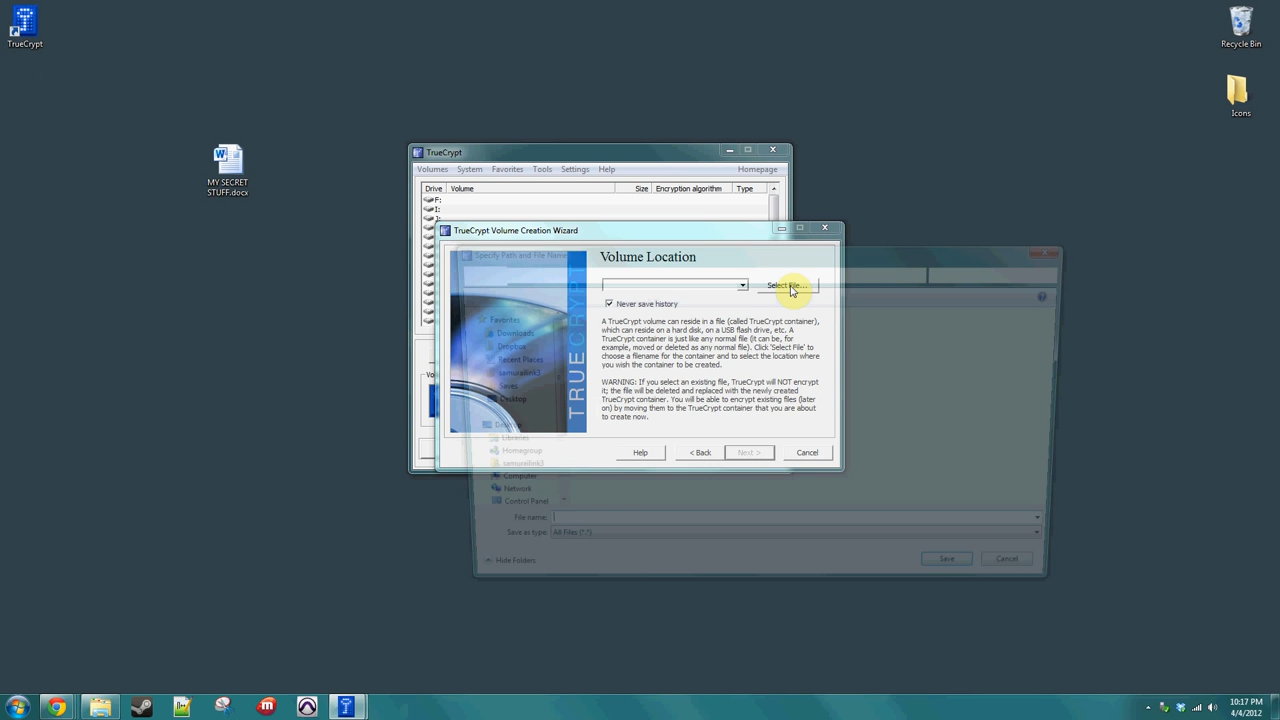 TrueCrypt
Recycle Bin
Icons
MY SECRET
STUFF.docx
TrueCrypt
Volumes System Favorites Tools Settings Help Homepage
Drive Volume Size Encryption algorithm Type
F:
I:
J:
TrueCrypt Volume Creation Wizard
Specify Path and File Name
TRUECRYPT
Volume Location
Select File...
Never save history
A TrueCrypt volume can reside in a file (called TrueCrypt container),
which can reside on a hard disk, on a USB flash drive, etc. A
TrueCrypt container is just like any normal file (it can be, for
example, moved or deleted as any normal file). Click 'Select File' to
choose a filename for the container and to select the location where
you wish the container to be created.
WARNING: If you select an existing file, TrueCrypt will NOT encrypt
it; the file will be deleted and replaced with the newly created
TrueCrypt container. You will be able to encrypt existing files (later
on) by moving them to the TrueCrypt container that you are about
to create now.
Favorites
Downloads
Dropbox
Recent Places
samurailink3
Saves
Desktop
Desktop
Libraries
Homegroup
samurailink3
Computer
Network
Control Panel
Vo
Help < Back Next > Cancel
File name:
Save as type: All Files (*.*)
Hide Folders Save Cancel
10:17 PM
4/4/2012